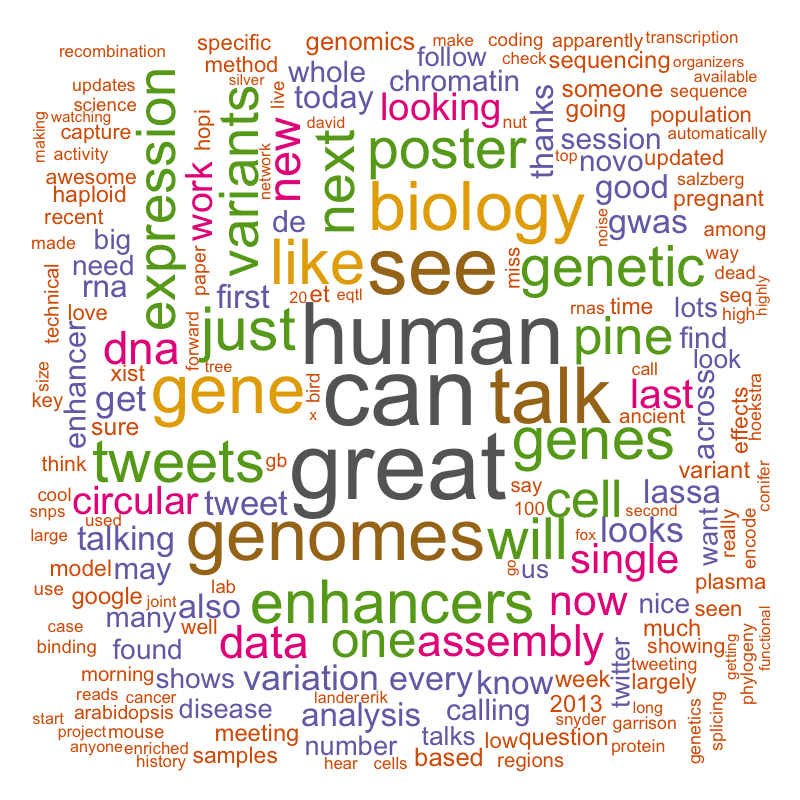 recombination
specific
genomics
make
coding
apparently
transcription
follow
check
sequencing
organizers
method
silver
whole
chromatin
someone
available
updates
today
looking
going
sequence
science
live
population
watching
capture
hopi
david
nut
session
automatically
making
activity
expression
variants
new
next
poster
thanks
top
novo
updated
awesome
work
network
biology
good
salzberg
haploid
pregnant
recent
de
noise
gwas
among
made
big
paper
like
see
miss
genetic
way
need
dead
rna
first
20
et
eqtl
seq
highly
technical
love
forward
just
human
rnas
time
lots
high
dna
pine
find
size
enhancer
xist
tree
look
key
get
gene
bird
can
talk
call
last
across
effects
hoekstra
sure
x
ancient
think
tweets
gb
great
genes
variant
conifer
cool
circular
tweet
say
cell
lassa
snps
used
100
second
want
really
encode
large
talking
genomes
will
fox
looks
model
may
go
us
single
plasma
use
google
joint
lab
enhancers
now
nice
seen
many
also
case
well
data
one
assembly
much
functional
binding
found
showing
getting
phylogeny
morning
shows
variation
every
know
week
twitter
tweeting
largely
reads
cancer
lander
erik
2013
long
arabidopsis
disease
analysis
calling
snyder
garrison
genetics
splicing
start
project
mouse
meeting
number
talks
low
question
protein
anyone
enriched
samples
based
regions
history
hear
cells